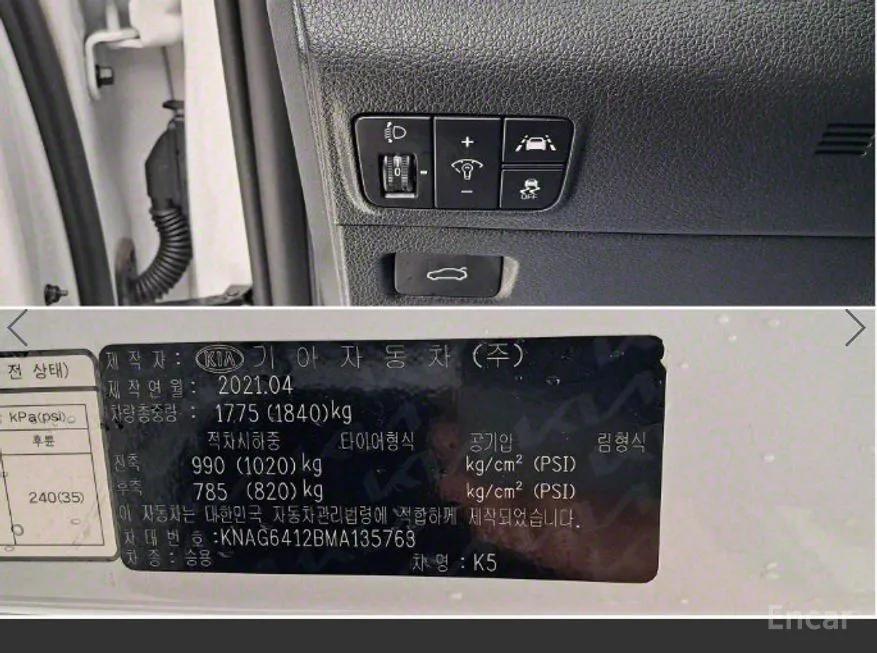 0
+
-
-
OFF
전 상태)
kPa(psi)
후륜
240(35)
제 작 자 : KIA 기 아 자 동 차 (주)
제 작 연 월 : 2021.04
차량총중량 : 1775 (1840)kg
적차시하중 타이어형식 공기압 림형식
전축 990 (1020)kg kg/cm² (PSI)
후축 785 (820)kg kg/cm² (PSI)
이 자동차는 대한민국 자동차관리법령에 적합하게 제작되었습니다.
차 대 번 호 :KNAG6412BMA135763
차 종 : 승용 차 명 : K5
Encar